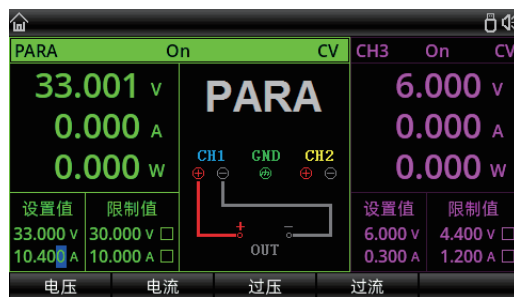 PARA On CV CH3 On CV
33.001 V PARA 6.000 V
0.000 A 0.000 A
0.000 W CH1 GND CH2 0.000 W
设置值 限制值 设置值 限制值
33.000 V 30.000 V + - 6.000 V 4.400 V
10.400 A 10.000 A OUT 0.300 A 1.200 A
电压 电流 过压 过流